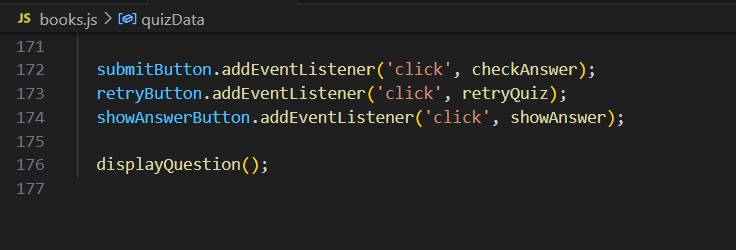 JS books.js > quizData
171
172 submitButton.addEventListener('click', checkAnswer);
173 retryButton.addEventListener('click', retryQuiz);
174 showAnswerButton.addEventListener('click', showAnswer);
175
176 displayQuestion();
177